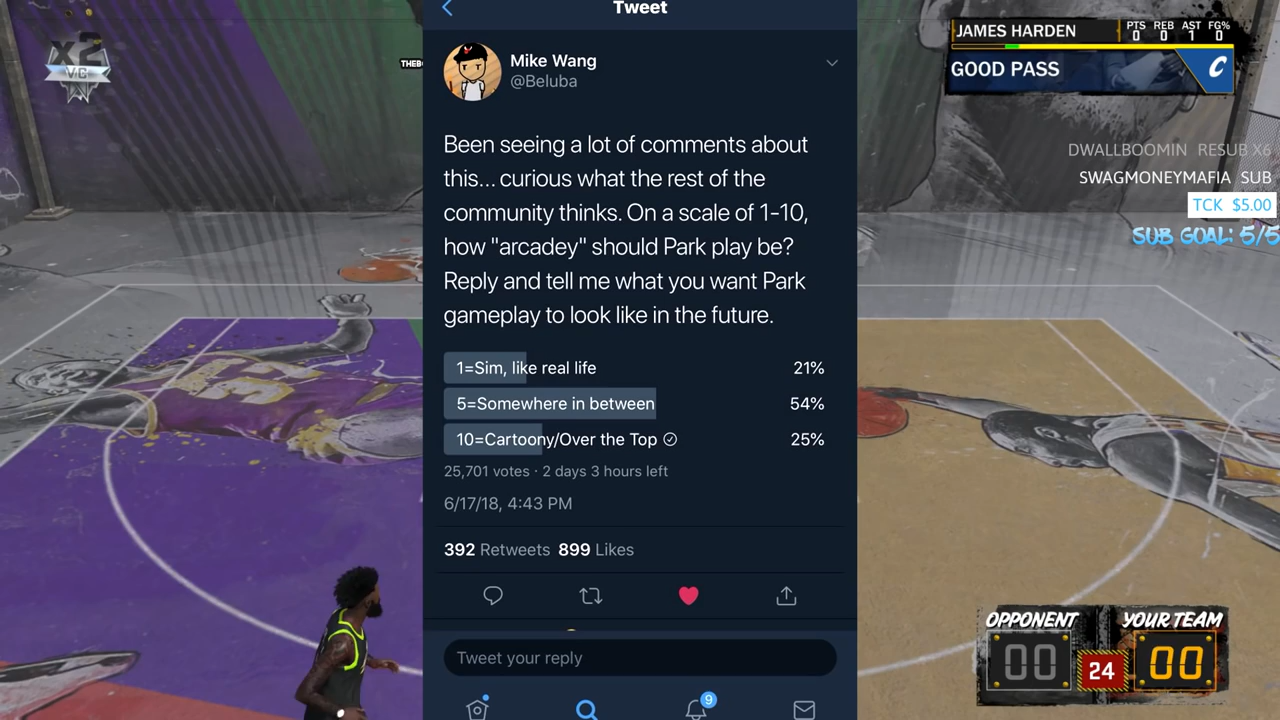 Tweet
Mike Wang
@Beluba
Been seeing a lot of comments about
this... curious what the rest of the
community thinks. On a scale of 1-10,
how "arcadey" should Park play be?
Reply and tell me what you want Park
gameplay to look like in the future.
1=Sim, like real life 21%
5=Somewhere in between 54%
10=Cartoony/Over the Top 25%
25,701 votes · 2 days 3 hours left
6/17/18, 4:43 PM
392 Retweets 899 Likes
Tweet your reply
9
X2
VC
THEB
JAMES HARDEN PTS REB AST FG%
0 0 1 0
GOOD PASS C
DWALLBOOMIN RESUB X6
SWAGMONEYMAFIA SUB
TCK $5.00
SUB GOAL: 5/5
OPPONENT YOUR TEAM
00 24 00